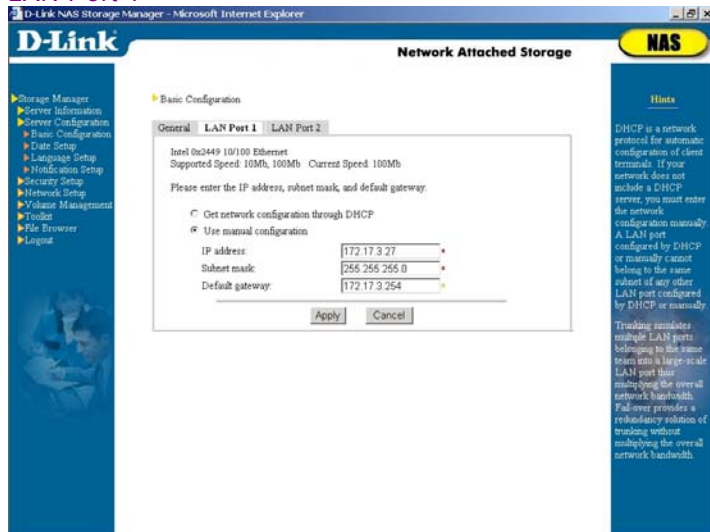 D-Link NAS Storage Manager - Microsoft Internet Explorer
D-Link
Network Attached Storage
NAS
Storage Manager
Server Information
Server Configuration
Basic Configuration
Date Setup
Language Setup
Notification Setup
Security Setup
Network Setup
Volume Management
Toolkit
File Browser
Logout
Basic Configuration
General LAN Port 1 LAN Port 2
Intel 0x2449 10/100 Ethernet
Supported Speed: 10Mb, 100Mb Current Speed: 100Mb
Please enter the IP address, subnet mask, and default gateway.
Get network configuration through DHCP
Use manual configuration
IP address: 172.17.3.27 *
Subnet mask: 255.255.255.0 *
Default gateway: 172.17.3.254 *
Apply Cancel
Hints
DHCP is a network
protocol for automatic
configuration of client
terminals. If your
network does not
include a DHCP
server, you must enter
the network
configuration manually.
A LAN port
configured by DHCP
or manually cannot
belong to the same
subnet of any other
LAN port configured
by DHCP or manually.
Trunking simulates
multiple LAN ports
belonging to the same
team into a large-scale
LAN port thus
multiplying the overall
network bandwidth.
Fail-over provides a
redundancy solution of
trunking without
multiplying the overall
network bandwidth.